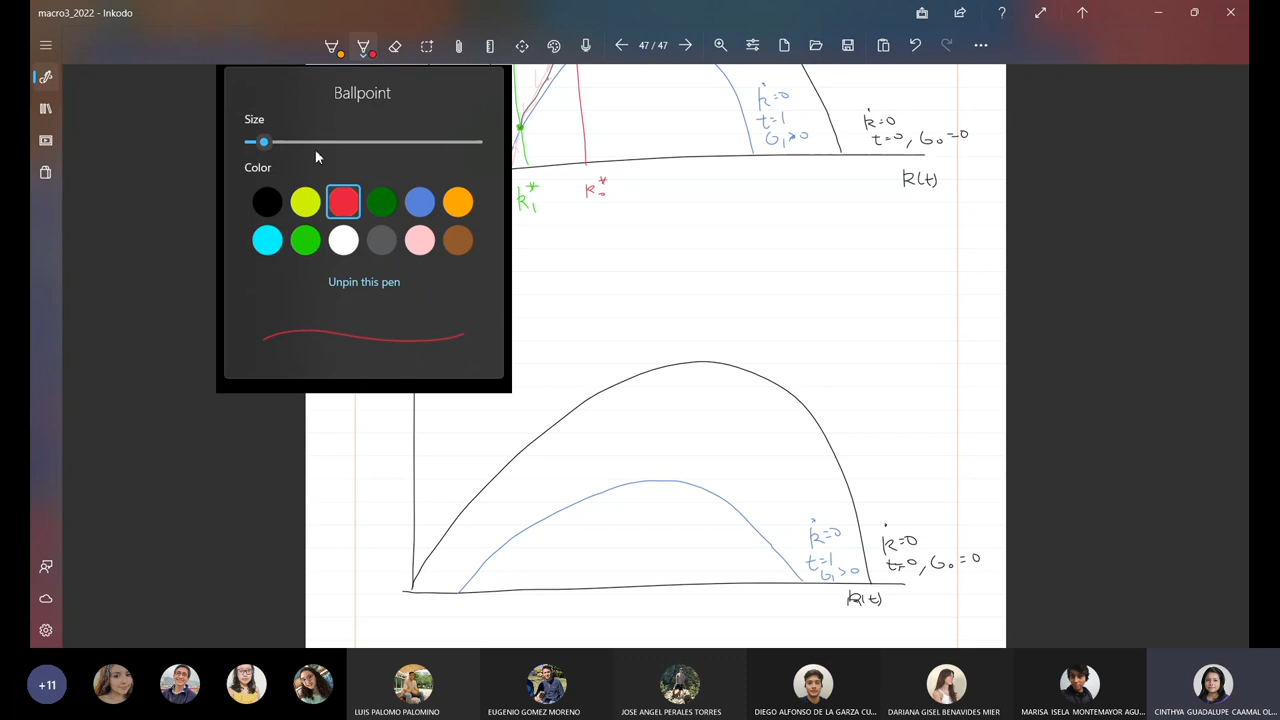 macro3_2022 - Inkodo
47 / 47
Ballpoint
Size
Color
Unpin this pen
k̇=0
t=1
G₁>0
k̇=0
t=0, G₀=0
k₁*
k₀*
k(t)
k̇=0
t=1
G₁>0
k̇=0
t=0, G₀=0
k(t)
+11
LUIS PALOMO PALOMINO
EUGENIO GOMEZ MORENO
JOSE ANGEL PERALES TORRES
DIEGO ALFONSO DE LA GARZA CU...
DARIANA GISEL BENAVIDES MIER
MARISA ISELA MONTEMAYOR AGU...
CINTHYA GUADALUPE CAAMAL OL...